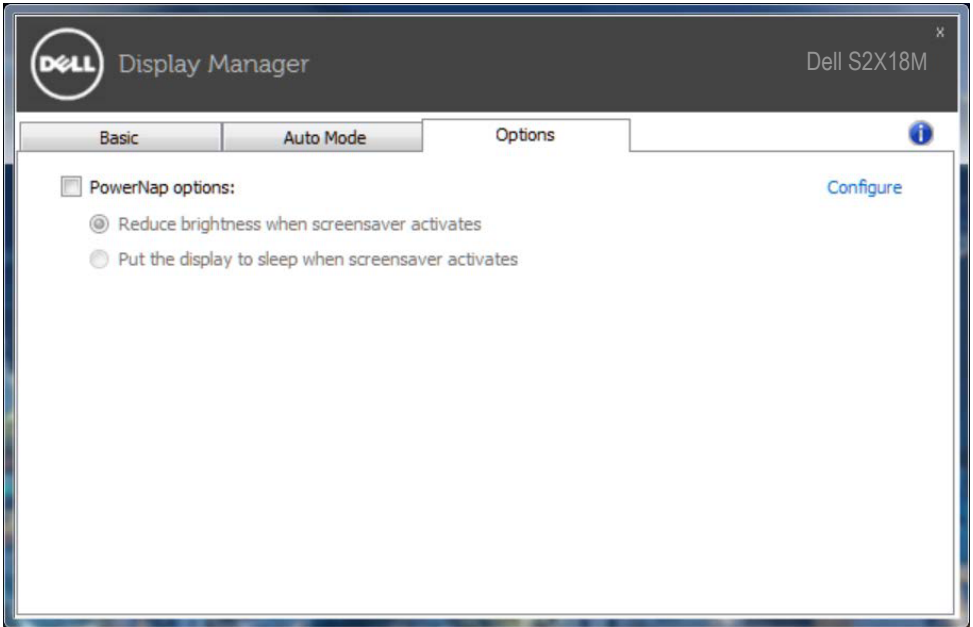 DELL Display Manager
x
Dell S2X18M
Basic Auto Mode Options i
PowerNap options: Configure
Reduce brightness when screensaver activates
Put the display to sleep when screensaver activates